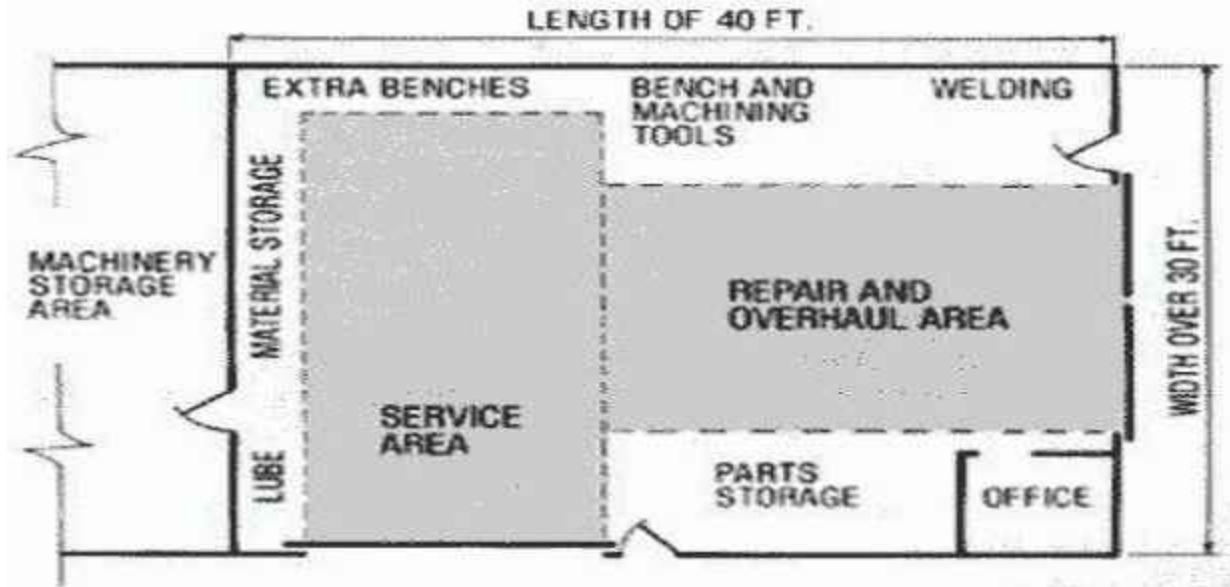 LENGTH OF 40 FT.
EXTRA BENCHES
BENCH AND
MACHINING
TOOLS
WELDING
MATERIAL STORAGE
MACHINERY
STORAGE
AREA
REPAIR AND
OVERHAUL AREA
WIDTH OVER 30 FT.
SERVICE
AREA
LUBE
PARTS
STORAGE
OFFICE